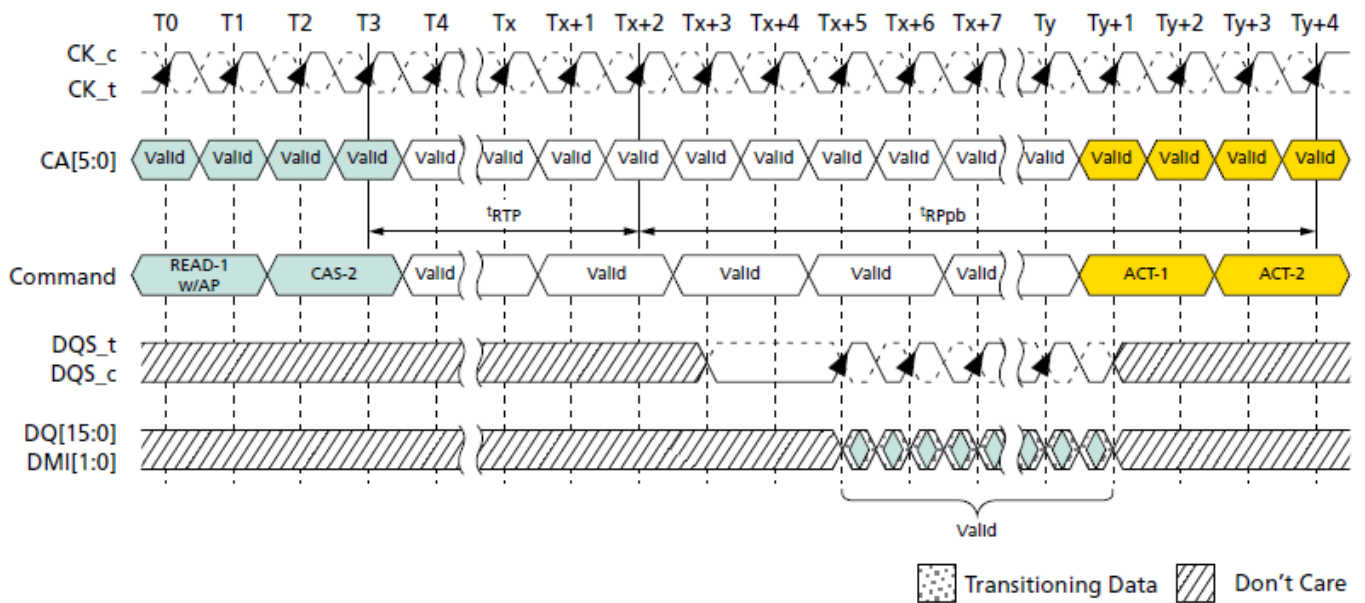 T0 T1 T2 T3 T4 Tx Tx+1 Tx+2 Tx+3 Tx+4 Tx+5 Tx+6 Tx+7 Ty Ty+1 Ty+2 Ty+3 Ty+4
CK_c
CK_t
CA[5:0] Valid Valid Valid Valid Valid Valid Valid Valid Valid Valid Valid Valid Valid Valid Valid Valid Valid
tRTP tRPpb
Command READ-1 w/AP CAS-2 Valid Valid Valid Valid Valid ACT-1 ACT-2
DQS_t
DQS_c
DQ[15:0]
DMI[1:0]
Valid
Transitioning Data Don't Care